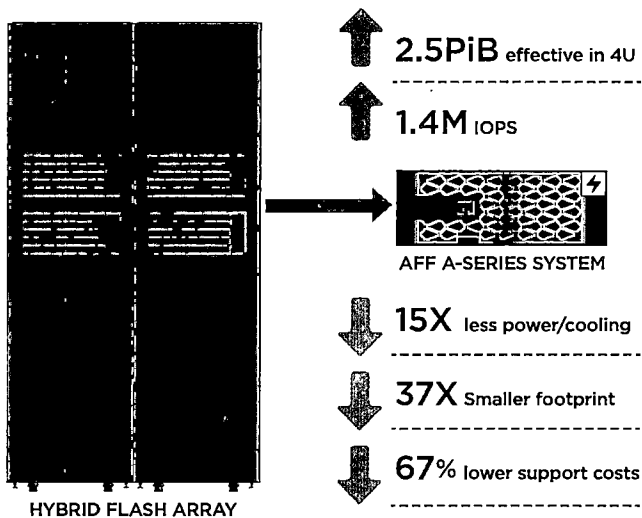 2.5PiB effective in 4U
1.4M IOPS
AFF A-SERIES SYSTEM
15X less power/cooling
37X Smaller footprint
67% lower support costs
HYBRID FLASH ARRAY